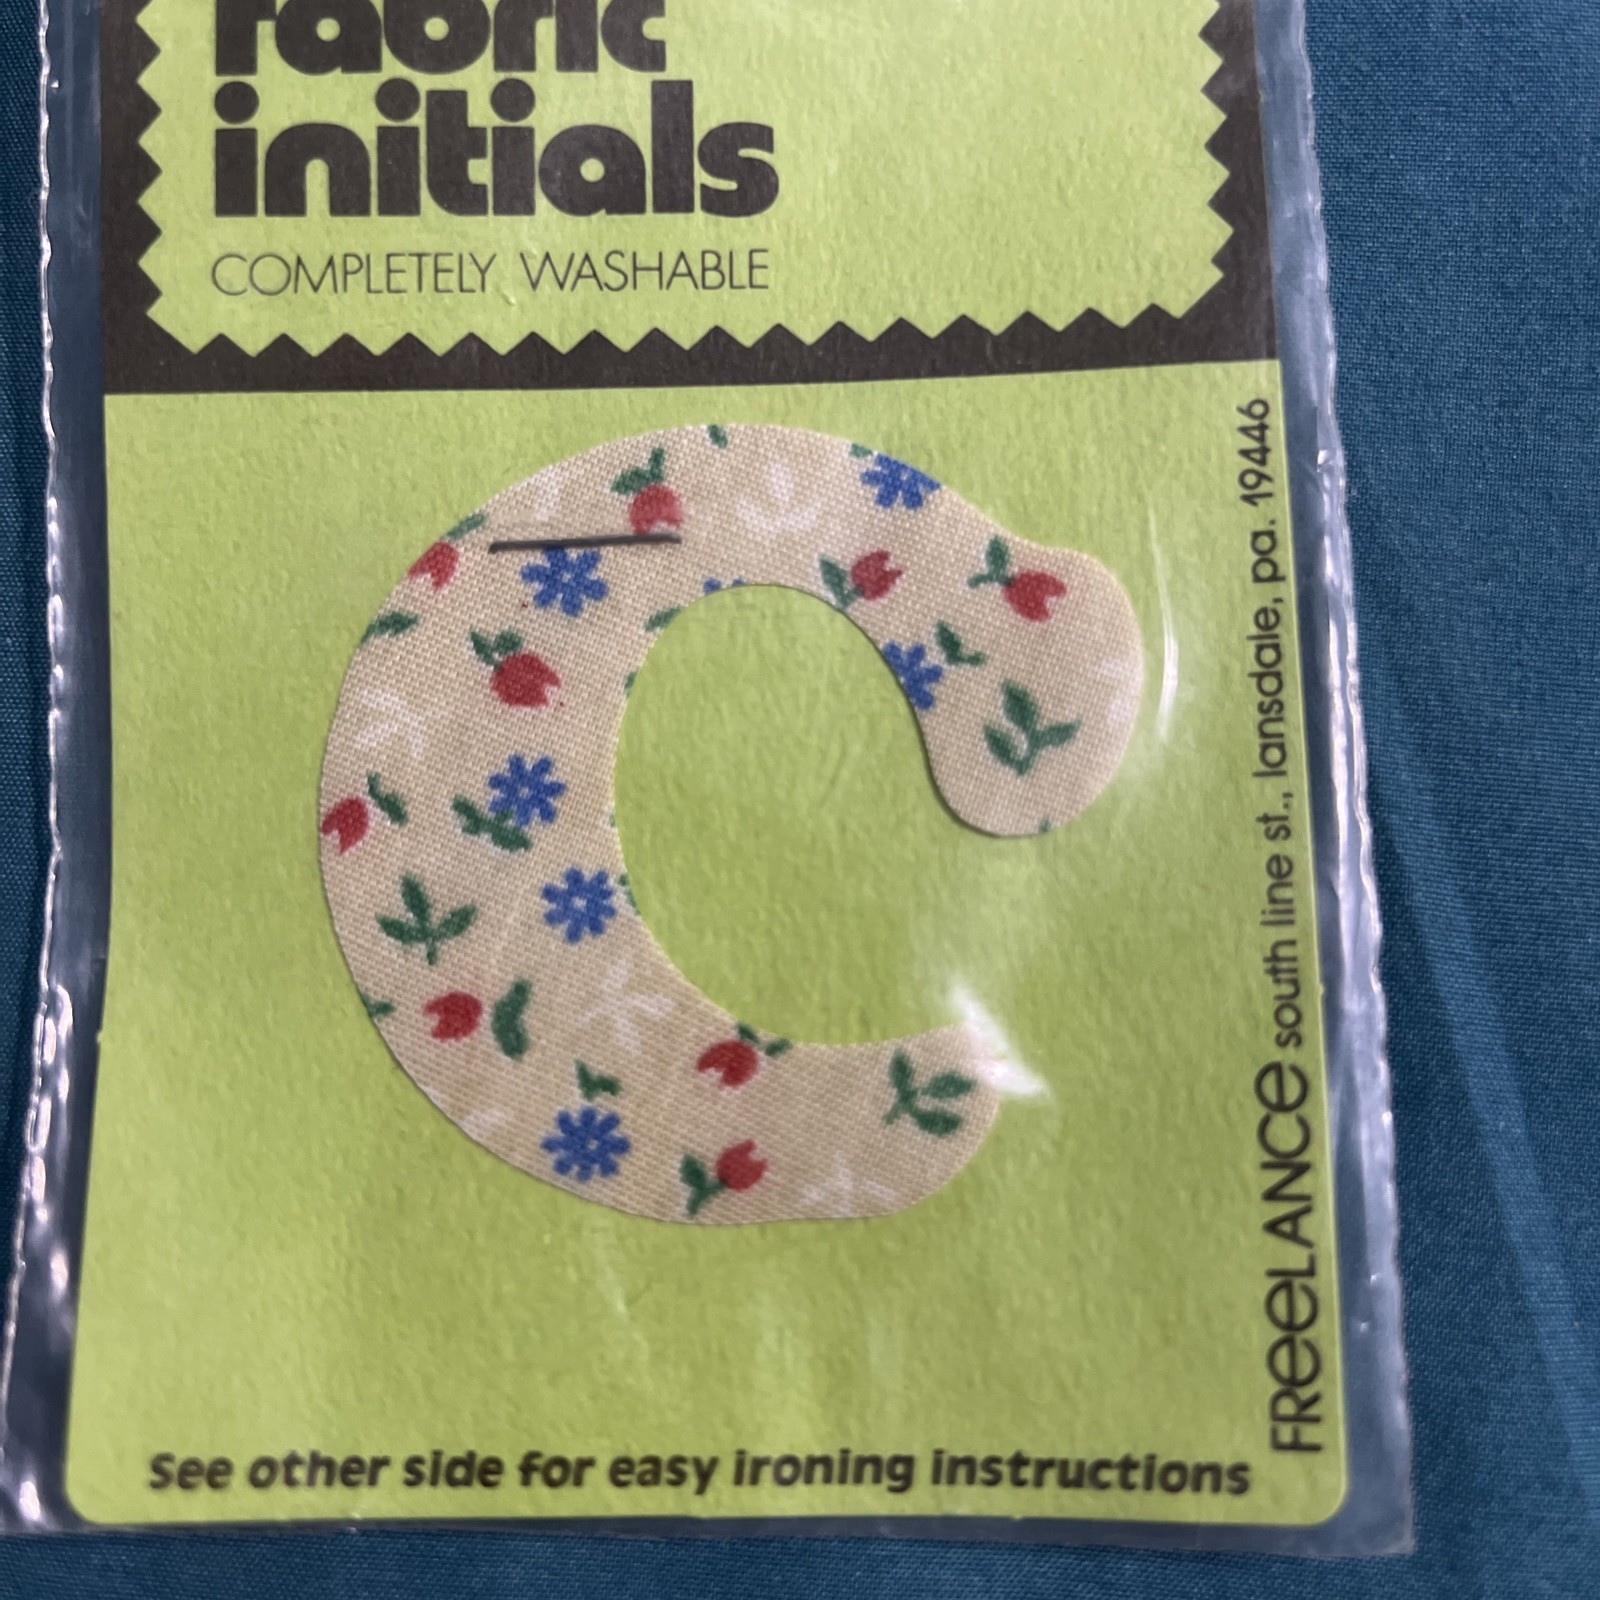 fabric
initials
COMPLETELY WASHABLE
C
FReeLANCe south line st., lansdale, pa. 19446
See other side for easy ironing instructions